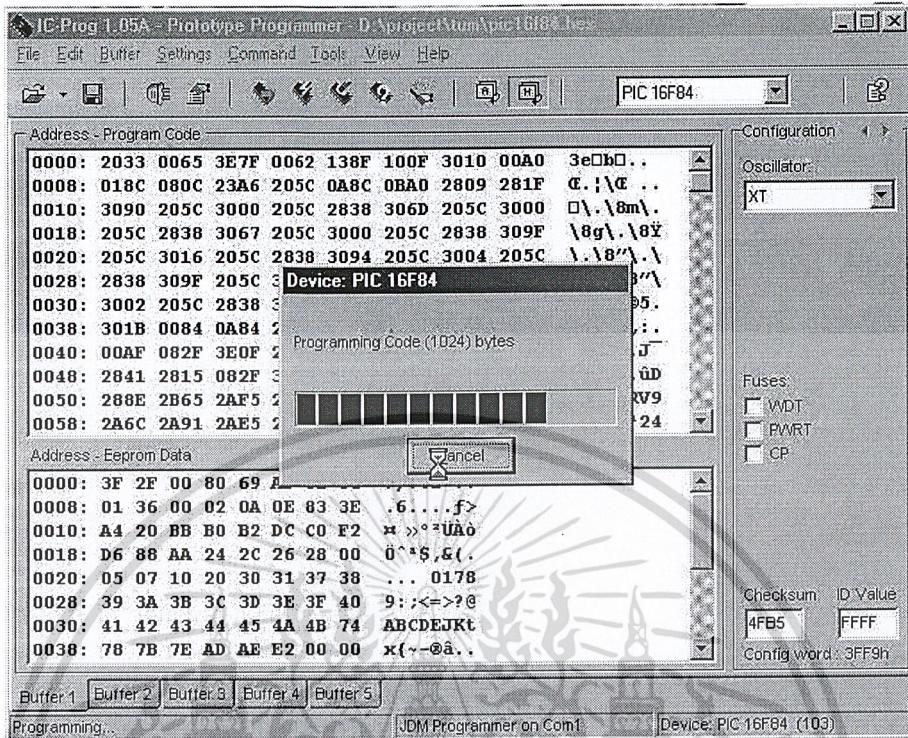 IC-Prog 1.05A - Prototype Programmer - D:\project\tum\pic16f84.hex
File Edit Buffer Settings Command Tools View Help
PIC 16F84
Address - Program Code
0000: 2033 0065 3E7F 0062 138F 100F 3010 00A0 3e□b□..
0008: 018C 080C 23A6 205C 0A8C 0BA0 2809 281F Œ.¦\Œ ..
0010: 3090 205C 3000 205C 2838 306D 205C 3000 □\.\8m\.
0018: 205C 2838 3067 205C 3000 205C 2838 309F \8g\.\8Ÿ
0020: 205C 3016 205C 2838 3094 205C 3004 205C \.\8”\.\
0028: 2838 309F 205C
0030: 3002 205C 2838
0038: 301B 0084 0A84
0040: 00AF 082F 3E0F
0048: 2841 2815 082F
0050: 288E 2B65 2AF5
0058: 2A6C 2A91 2AE5
Configuration
Oscillator:
XT
Fuses:
WDT
PWRT
CP
Checksum ID Value
4FB5 FFFF
Config word : 3FF9h
Device: PIC 16F84
Programming Code (1024) bytes
Cancel
Address - Eeprom Data
0000: 3F 2F 00 80 69
0008: 01 36 00 02 0A 0E 83 3E .6....ƒ>
0010: A4 20 BB B0 B2 DC C0 F2 ¤ »°²ÜÀò
0018: D6 88 AA 24 2C 26 28 00 Öˆª$,&(.
0020: 05 07 10 20 30 31 37 38 ... 0178
0028: 39 3A 3B 3C 3D 3E 3F 40 9:;<=>?@
0030: 41 42 43 44 45 4A 4B 74 ABCDEJKt
0038: 78 7B 7E AD AE E2 00 00 x{~-®â..
Buffer 1 Buffer 2 Buffer 3 Buffer 4 Buffer 5
Programming... JDM Programmer on Com1 Device: PIC 16F84 (103)